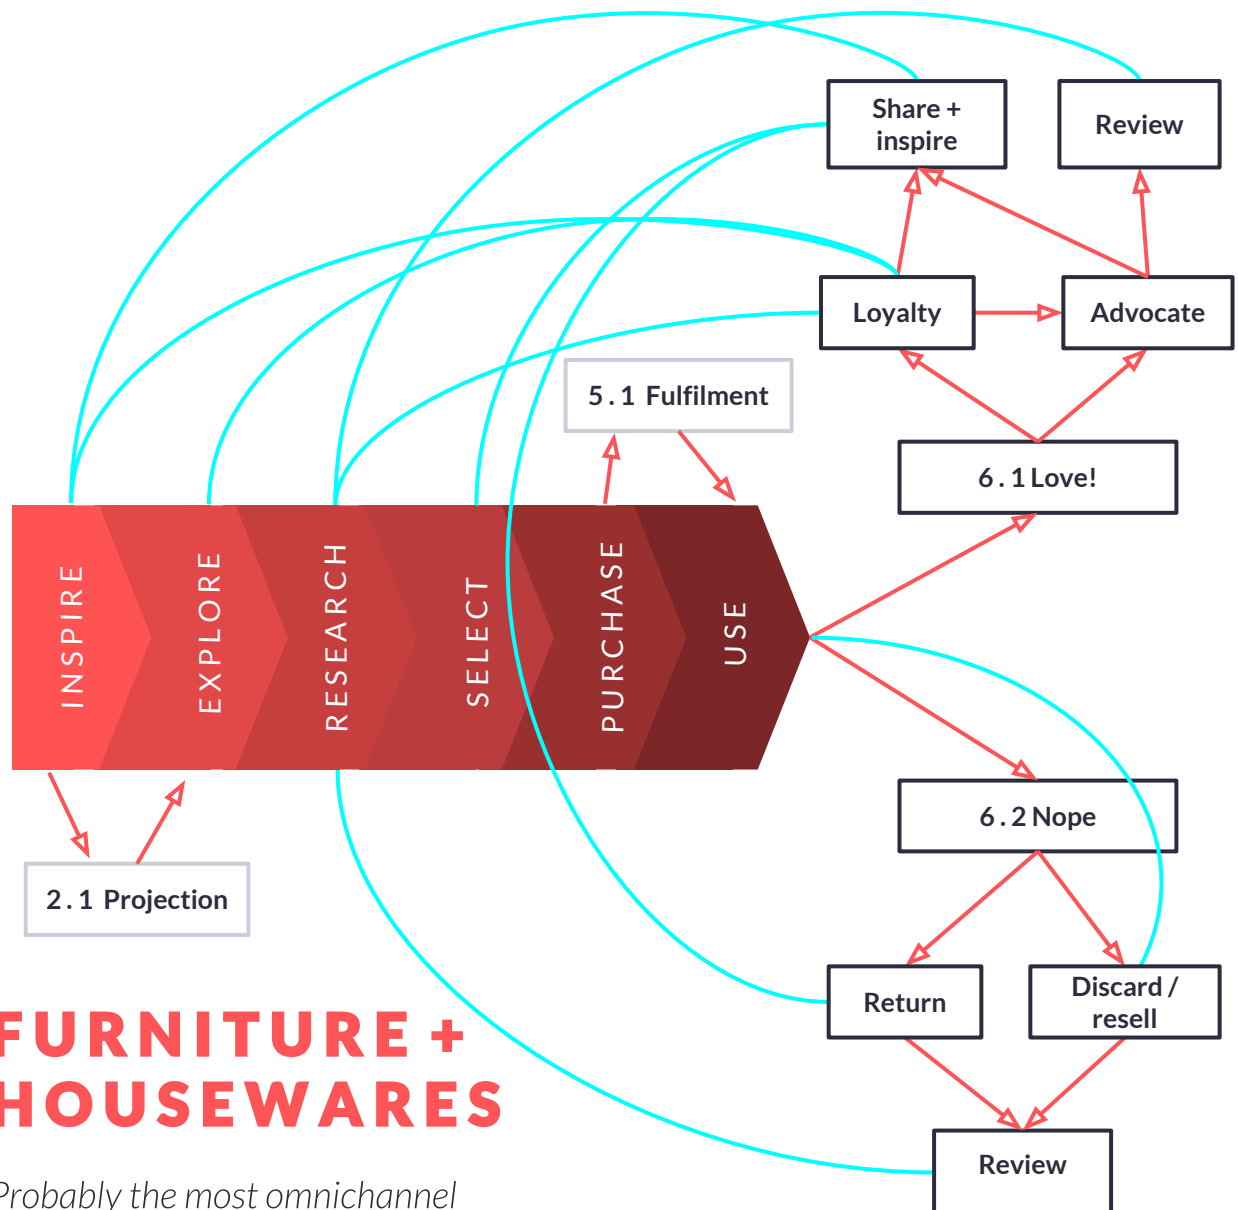 Share +
inspire
Review
Loyalty
Advocate
5.1 Fulfilment
6.1 Love!
INSPIRE
EXPLORE
RESEARCH
SELECT
PURCHASE
USE
6.2 Nope
2.1 Projection
Return
Discard /
resell
FURNITURE +
HOUSEWARES
Review
Probably the most omnichannel